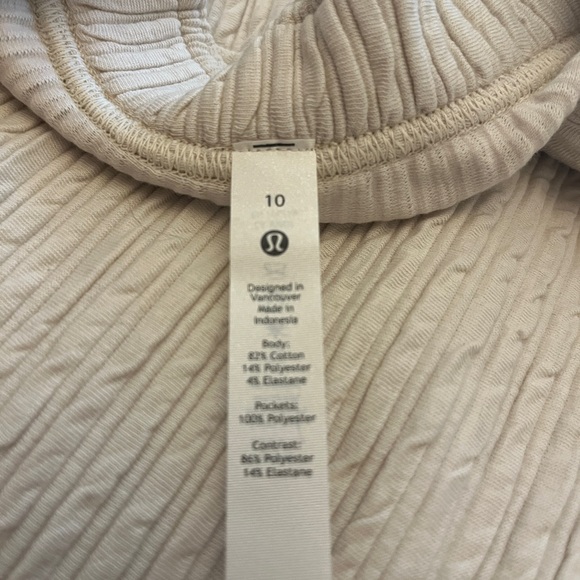 10
Designed in
Vancouver
Made in
Indonesia
Body:
82% Cotton
14% Polyester
4% Elastane
Pockets:
100% Polyester
Contrast:
86% Polyester
14% Elastane